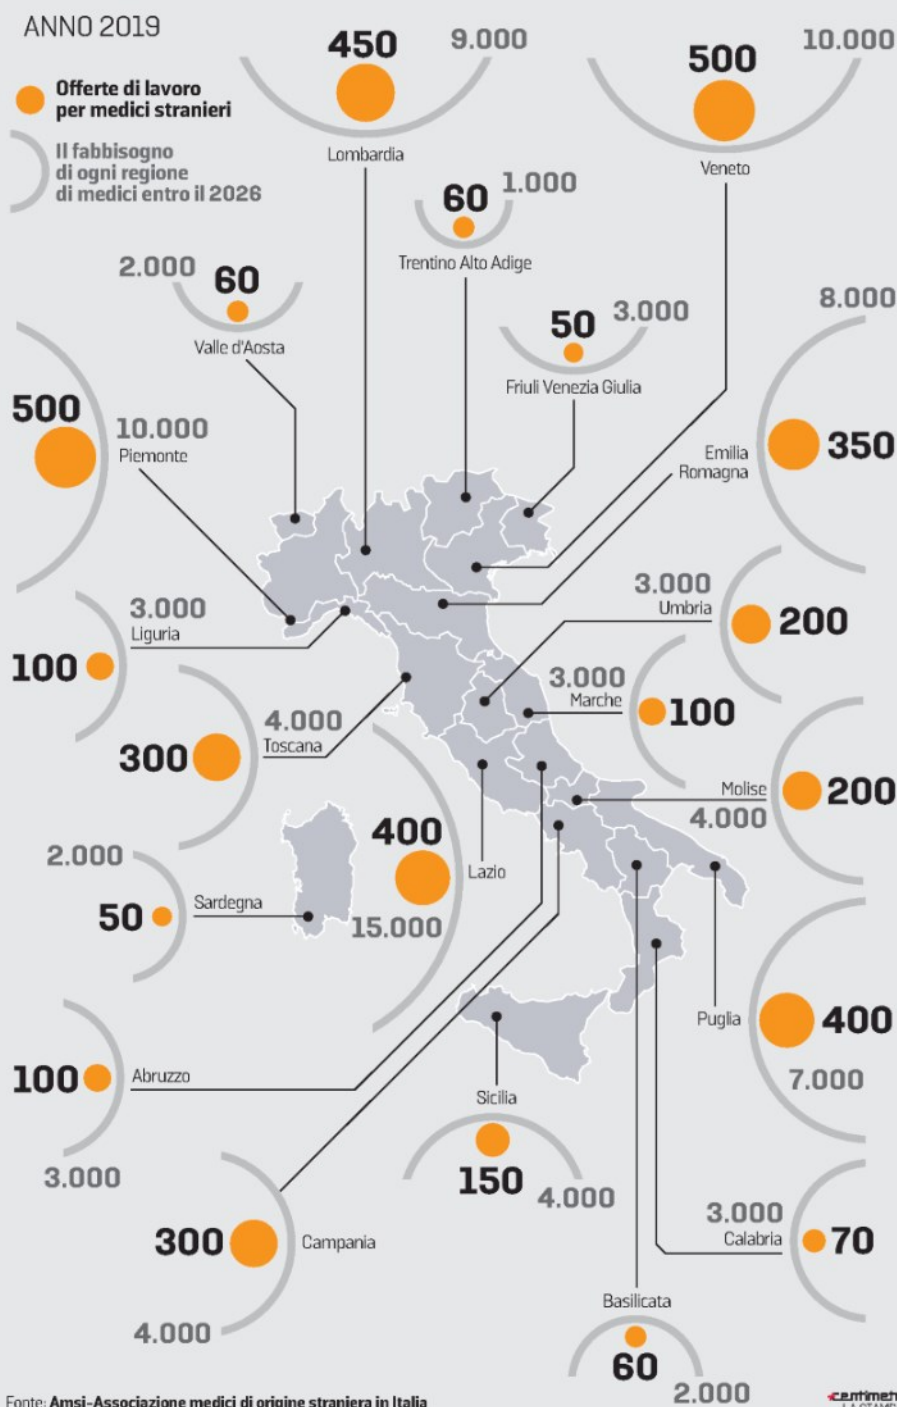 ANNO 2019
Offerte di lavoro
per medici stranieri
Il fabbisogno
di ogni regione
di medici entro il 2026
450
9.000
Lombardia
500
10.000
Veneto
60
1.000
Trentino Alto Adige
2.000
60
Valle d'Aosta
50
3.000
Friuli Venezia Giulia
8.000
350
Emilia
Romagna
500
10.000
Piemonte
3.000
Umbria
200
3.000
Liguria
100
3.000
Marche
100
4.000
Toscana
300
Molise
4.000
200
400
Lazio
15.000
2.000
Sardegna
50
Puglia
400
7.000
100
Abruzzo
3.000
Sicilia
150
4.000
300
Campania
4.000
3.000
Calabria
70
Basilicata
60
2.000
Fonte: Amsi-Associazione medici di origine straniera in Italia